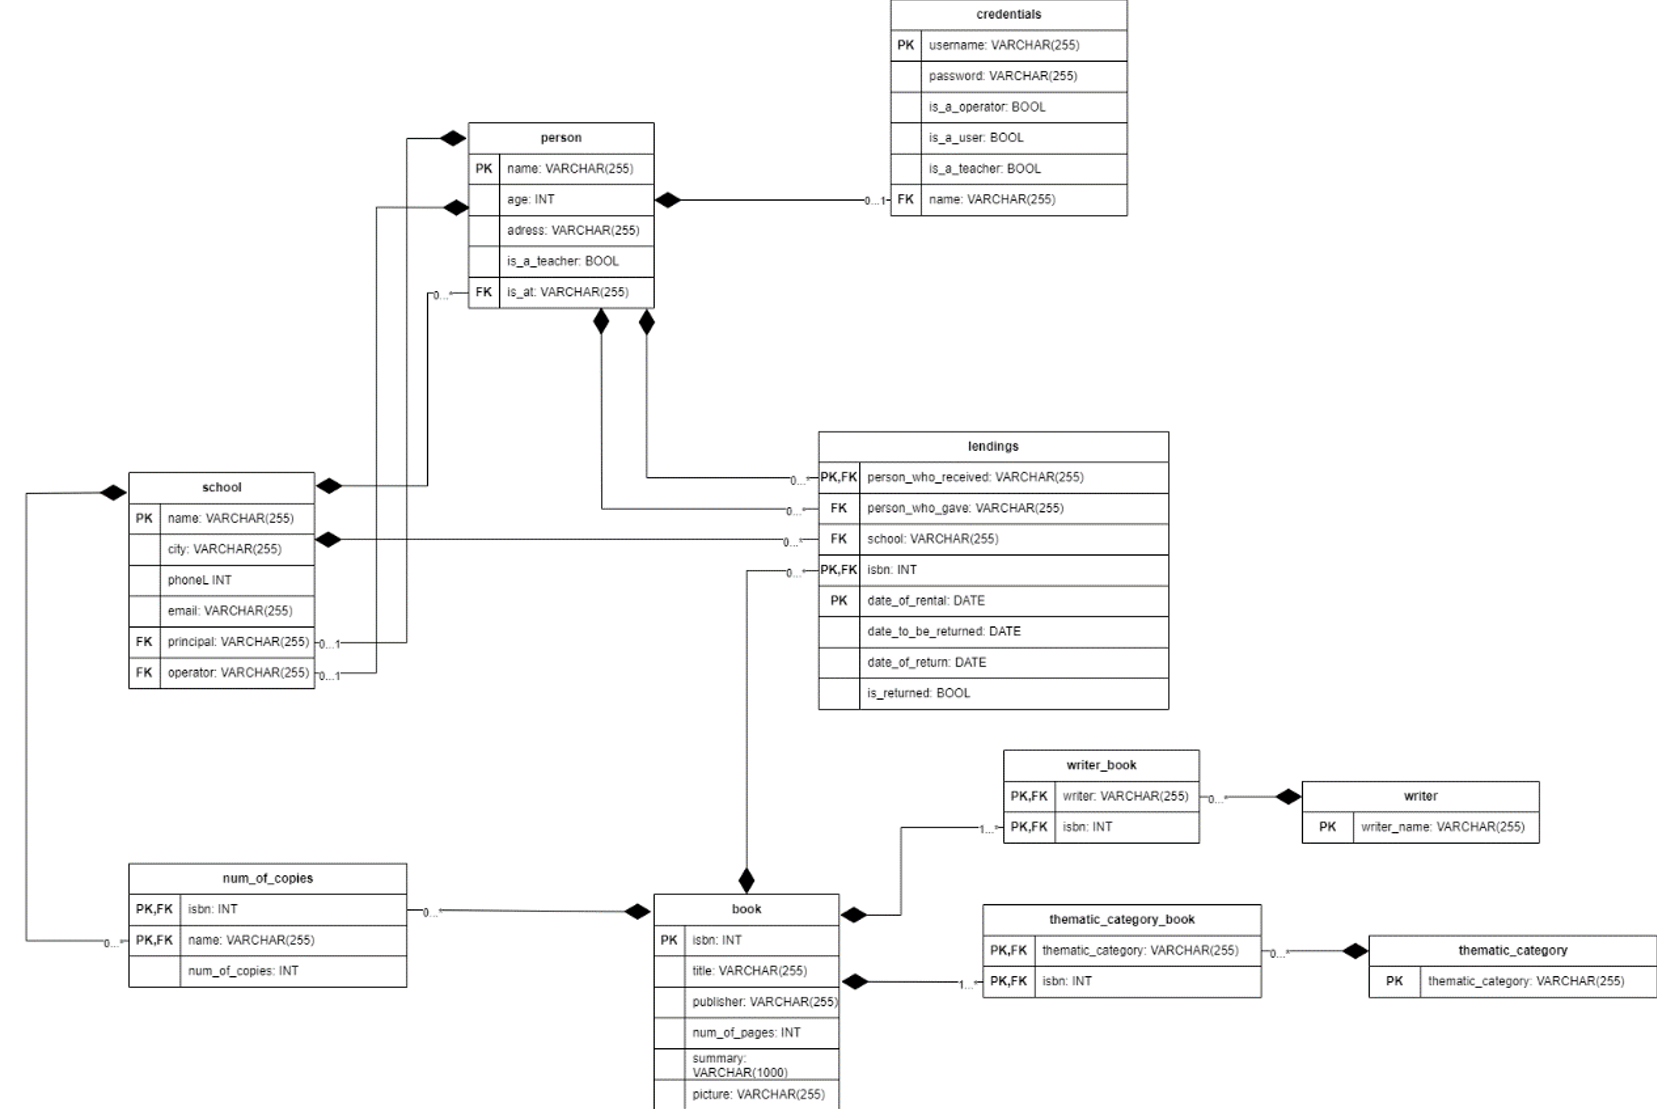 credentials
PK username: VARCHAR(255)
password: VARCHAR(255)
is_a_operator: BOOL
is_a_user: BOOL
is_a_teacher: BOOL
0...1 FK name: VARCHAR(255)
person
PK name: VARCHAR(255)
age: INT
adress: VARCHAR(255)
is_a_teacher: BOOL
0...* FK is_at: VARCHAR(255)
lendings
0...* PK,FK person_who_received: VARCHAR(255)
0...* FK person_who_gave: VARCHAR(255)
0...* FK school: VARCHAR(255)
0...* PK,FK isbn: INT
PK date_of_rental: DATE
date_to_be_returned: DATE
date_of_return: DATE
is_returned: BOOL
school
PK name: VARCHAR(255)
city: VARCHAR(255)
phoneL INT
email: VARCHAR(255)
FK principal: VARCHAR(255) 0...1
FK operator: VARCHAR(255) 0...1
writer_book
PK,FK writer: VARCHAR(255) 0...*
1...* PK,FK isbn: INT
writer
PK writer_name: VARCHAR(255)
num_of_copies
PK,FK isbn: INT 0...*
0...* PK,FK name: VARCHAR(255)
num_of_copies: INT
book
PK isbn: INT
title: VARCHAR(255)
publisher: VARCHAR(255)
num_of_pages: INT
summary:
VARCHAR(1000)
picture: VARCHAR(255)
thematic_category_book
PK,FK thematic_category: VARCHAR(255) 0...*
1...* PK,FK isbn: INT
thematic_category
PK thematic_category: VARCHAR(255)